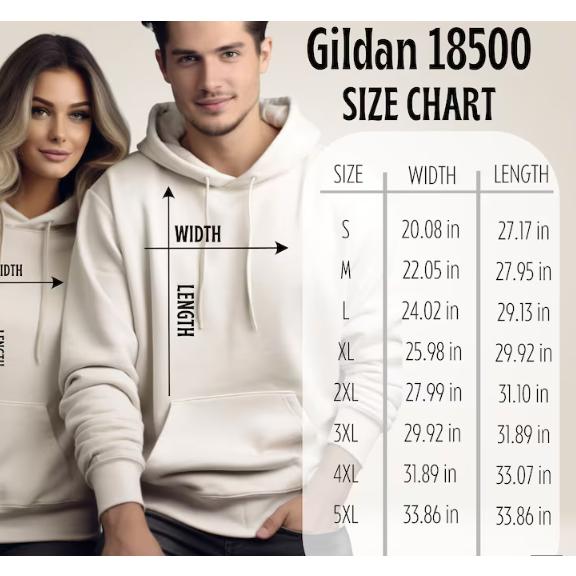 Gildan 18500
SIZE CHART
SIZE WIDTH LENGTH
S 20.08 in 27.17 in
M 22.05 in 27.95 in
L 24.02 in 29.13 in
XL 25.98 in 29.92 in
2XL 27.99 in 31.10 in
3XL 29.92 in 31.89 in
4XL 31.89 in 33.07 in
5XL 33.86 in 33.86 in
WIDTH
LENGTH
IDTH